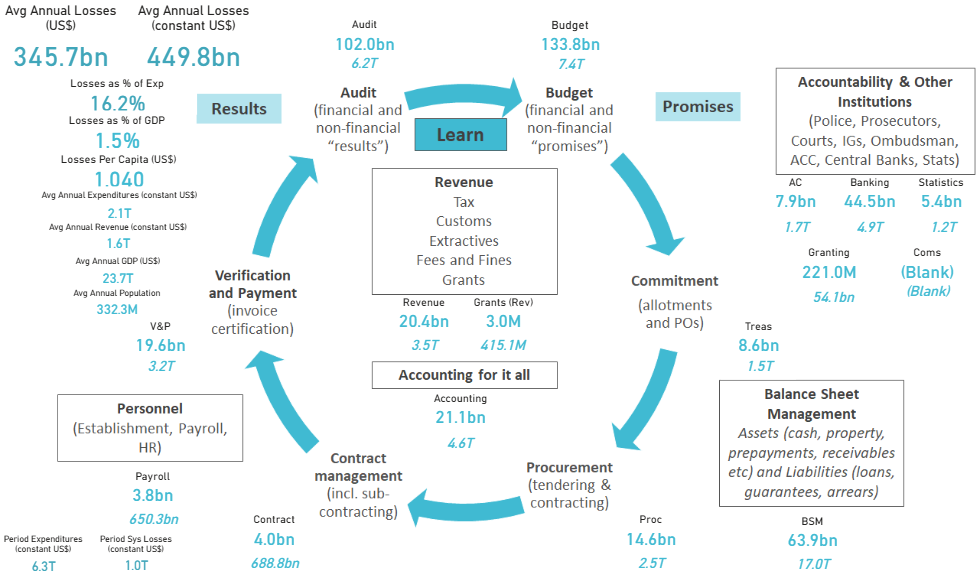 Avg Annual Losses
(US$)
345.7bn
Avg Annual Losses
(constant US$)
449.8bn
Losses as % of Exp
16.2%
Losses as % of GDP
1.5%
Losses Per Capita (US$)
1.040
Avg Annual Expenditures (constant US$)
2.1T
Avg Annual Revenue (constant US$)
1.6T
Avg Annual GDP (US$)
23.7T
Avg Annual Population
332.3M
Results
Audit
102.0bn
6.2T
Audit
(financial and
non-financial
"results")
Learn
Budget
133.8bn
7.4T
Budget
(financial and
non-financial
"promises")
Promises
Accountability & Other
Institutions
(Police, Prosecutors,
Courts, IGs, Ombudsman,
ACC, Central Banks, Stats)
AC
7.9bn
1.7T
Banking
44.5bn
4.9T
Statistics
5.4bn
1.2T
Granting
221.0M
54.1bn
Coms
(Blank)
(Blank)
Revenue
Tax
Customs
Extractives
Fees and Fines
Grants
Revenue
20.4bn
3.5T
Grants (Rev)
3.0M
415.1M
Verification
and Payment
(invoice
certification)
V&P
19.6bn
3.2T
Commitment
(allotments
and POs)
Treas
8.6bn
1.5T
Accounting for it all
Accounting
21.1bn
4.6T
Personnel
(Establishment, Payroll,
HR)
Payroll
3.8bn
650.3bn
Balance Sheet
Management
Assets (cash, property,
prepayments, receivables
etc) and Liabilities (loans,
guarantees, arrears)
BSM
63.9bn
17.0T
Contract
management
(incl. sub-
contracting)
Contract
4.0bn
688.8bn
Procurement
(tendering &
contracting)
Proc
14.6bn
2.5T
Period Expenditures
(constant US$)
6.3T
Period Sys Losses
(constant US$)
1.0T